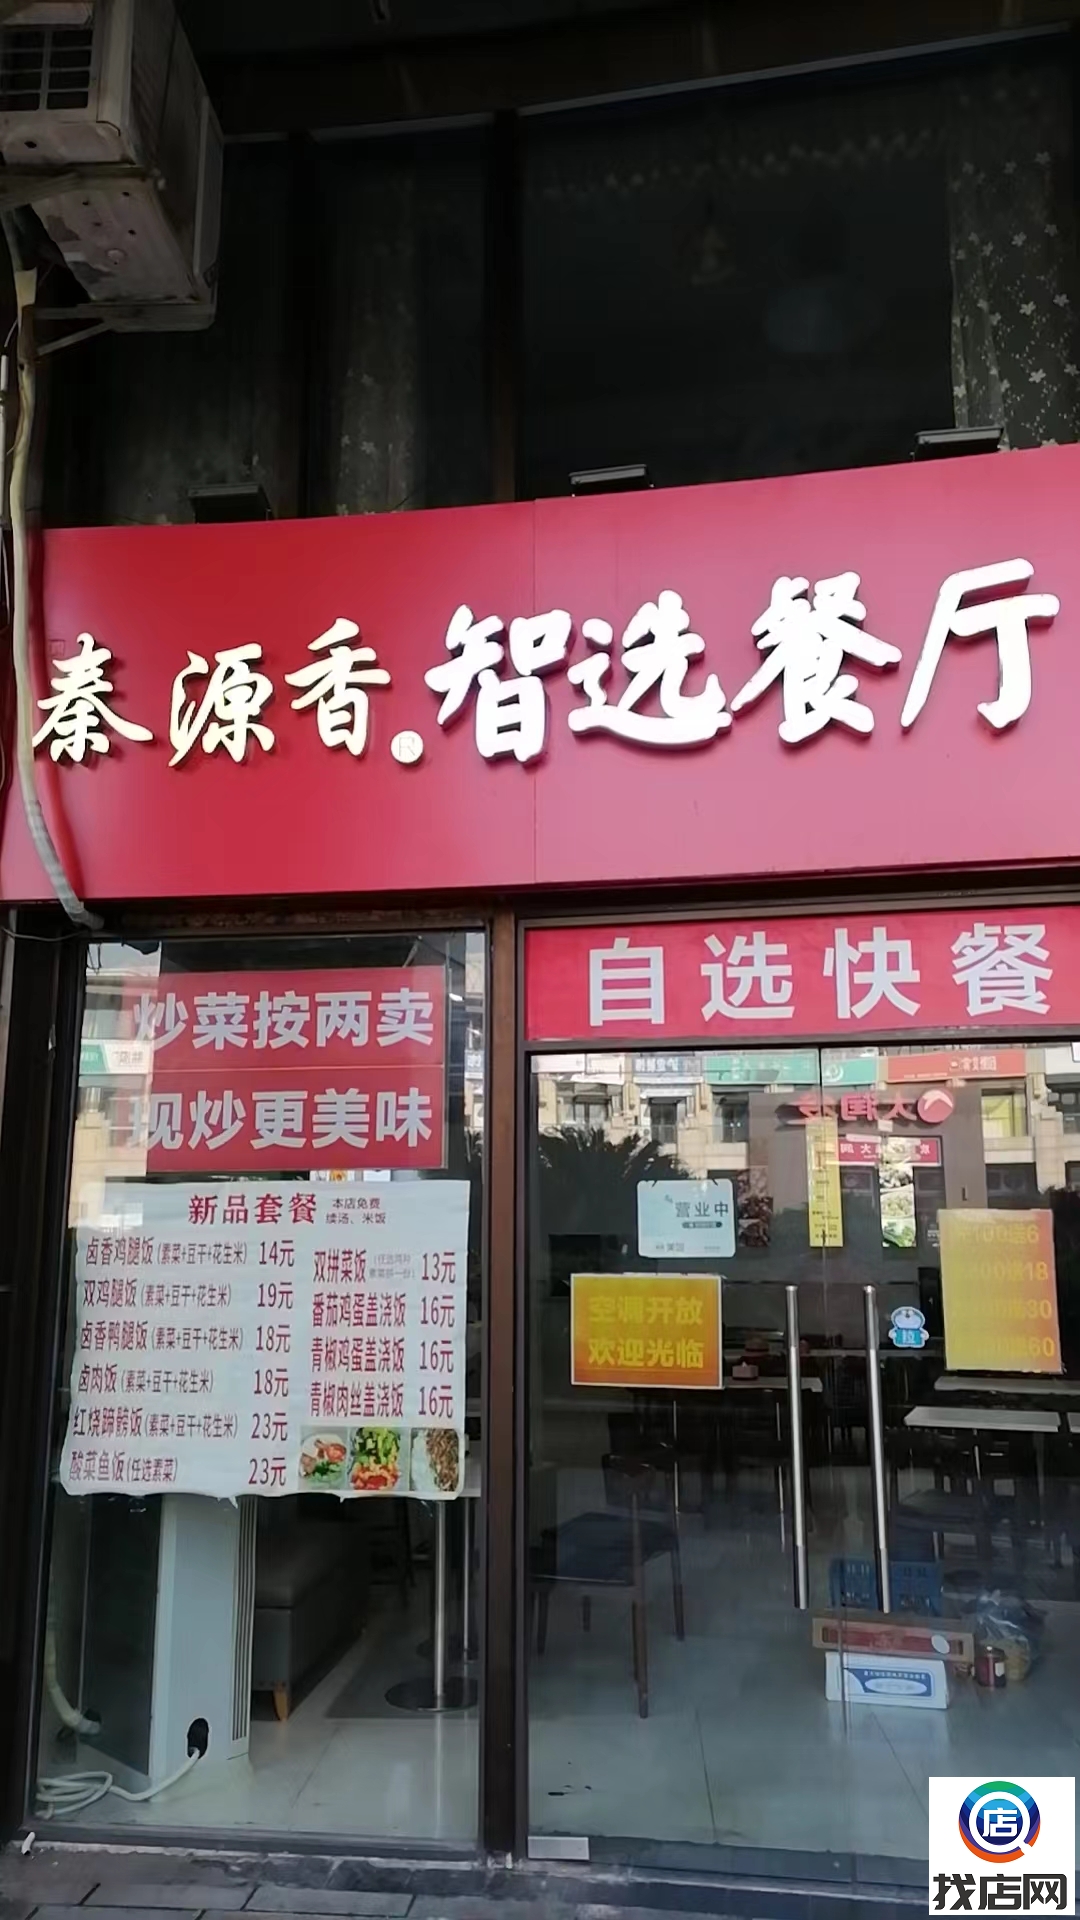 秦源香®智选餐厅
自选快餐
炒菜按两卖
现炒更美味
新品套餐 本店免费续汤、米饭
卤香鸡腿饭(素菜+豆干+花生米) 14元
双鸡腿饭(素菜+豆干+花生米) 19元
卤香鸭腿饭(素菜+豆干+花生米) 18元
卤肉饭(素菜+豆干+花生米) 18元
红烧蹄髈饭(素菜+豆干+花生米) 23元
酸菜鱼饭(任选素菜) 23元
双拼菜饭 13元
番茄鸡蛋盖浇饭 16元
青椒鸡蛋盖浇饭 16元
青椒肉丝盖浇饭 16元
营业中
空调开放
欢迎光临
拉
店
找店网